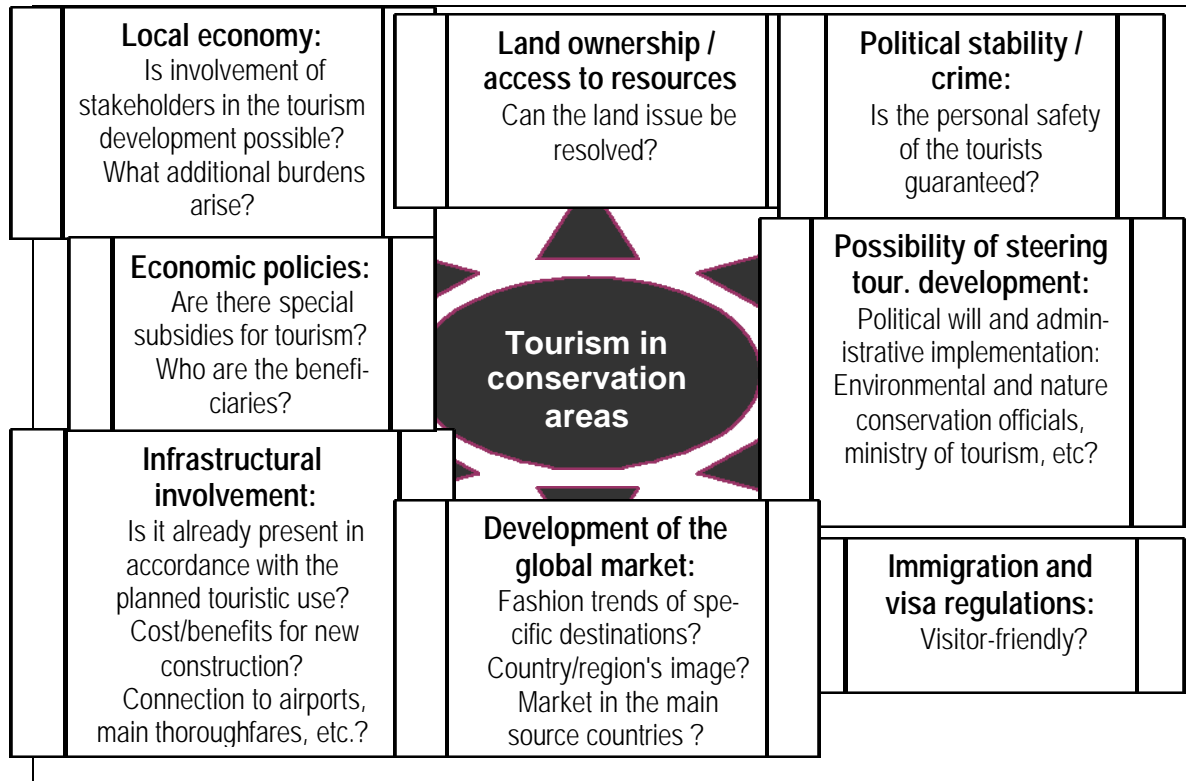 Local economy:
Is involvement of
stakeholders in the tourism
development possible?
What additional burdens
arise?
Land ownership /
access to resources
Can the land issue be
resolved?
Political stability /
crime:
Is the personal safety
of the tourists
guaranteed?
Economic policies:
Are there special
subsidies for tourism?
Who are the benefi-
ciaries?
Tourism in
conservation
areas
Possibility of steering
tour. development:
Political will and admin-
istrative implementation:
Environmental and nature
conservation officials,
ministry of tourism, etc?
Infrastructural
involvement:
Is it already present in
accordance with the
planned touristic use?
Cost/benefits for new
construction?
Connection to airports,
main thoroughfares, etc.?
Development of the
global market:
Fashion trends of spe-
cific destinations?
Country/region's image?
Market in the main
source countries ?
Immigration and
visa regulations:
Visitor-friendly?